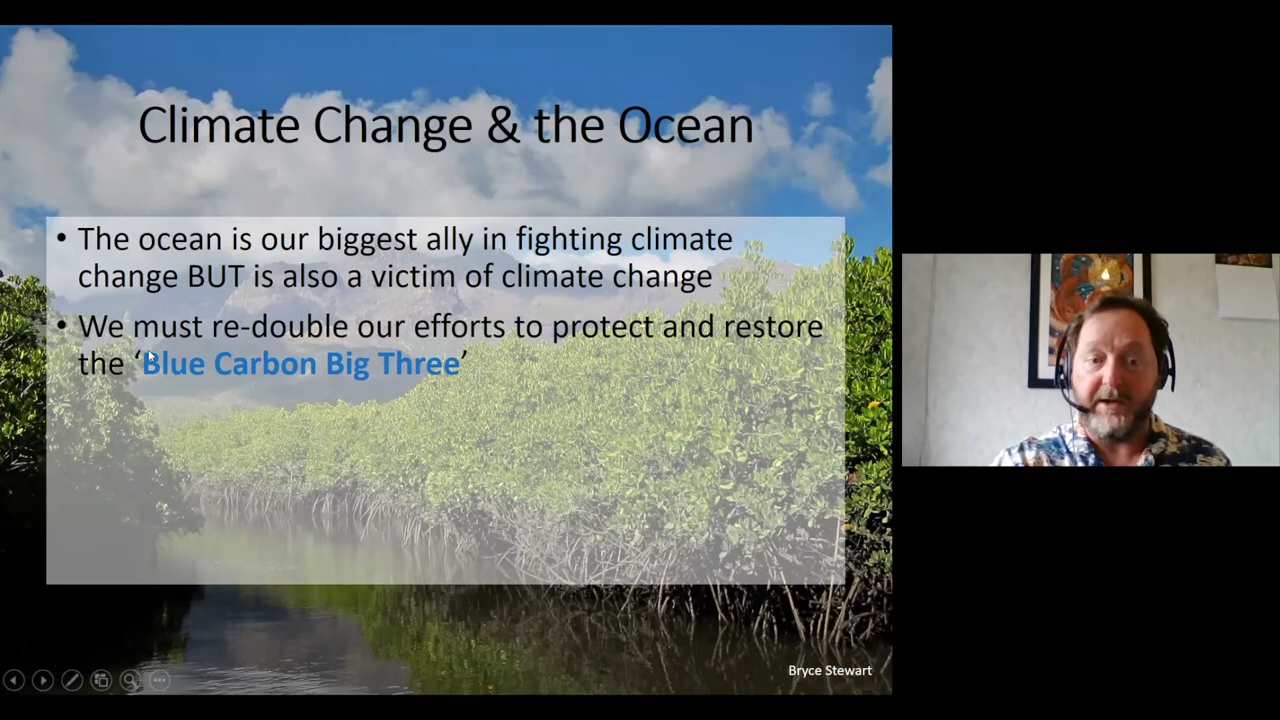 Climate Change & the Ocean
• The ocean is our biggest ally in fighting climate
change BUT is also a victim of climate change
• We must re-double our efforts to protect and restore
the ‘Blue Carbon Big Three’
Bryce Stewart